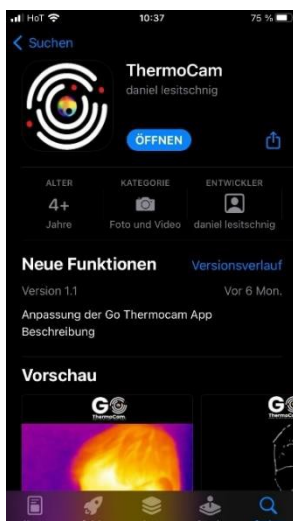 HoT 10:37 75 %
Suchen
ThermoCam
daniel lesitschnig
ÖFFNEN
ALTER KATEGORIE ENTWICKLER
4+
Jahre Foto und Video daniel lesitschnig
Neue Funktionen Versionsverlauf
Version 1.1 Vor 6 Mon.
Anpassung der Go Thermocam App
Beschreibung
Vorschau
GO GO
ThermoCam